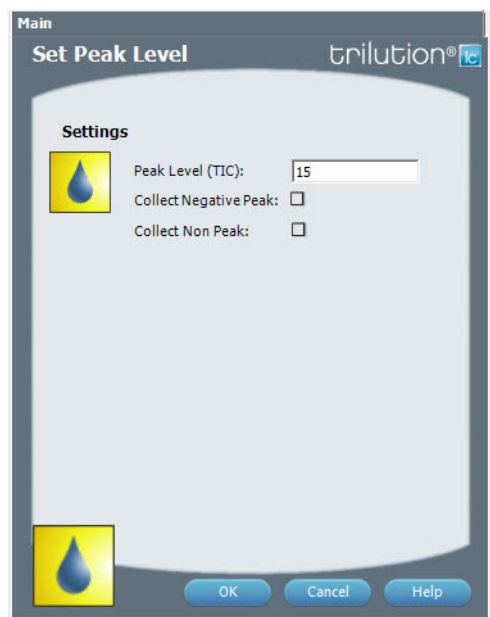 Main
Set Peak Level trilution® lc
Settings
Peak Level (TIC): 15
Collect Negative Peak:
Collect Non Peak:
OK Cancel Help